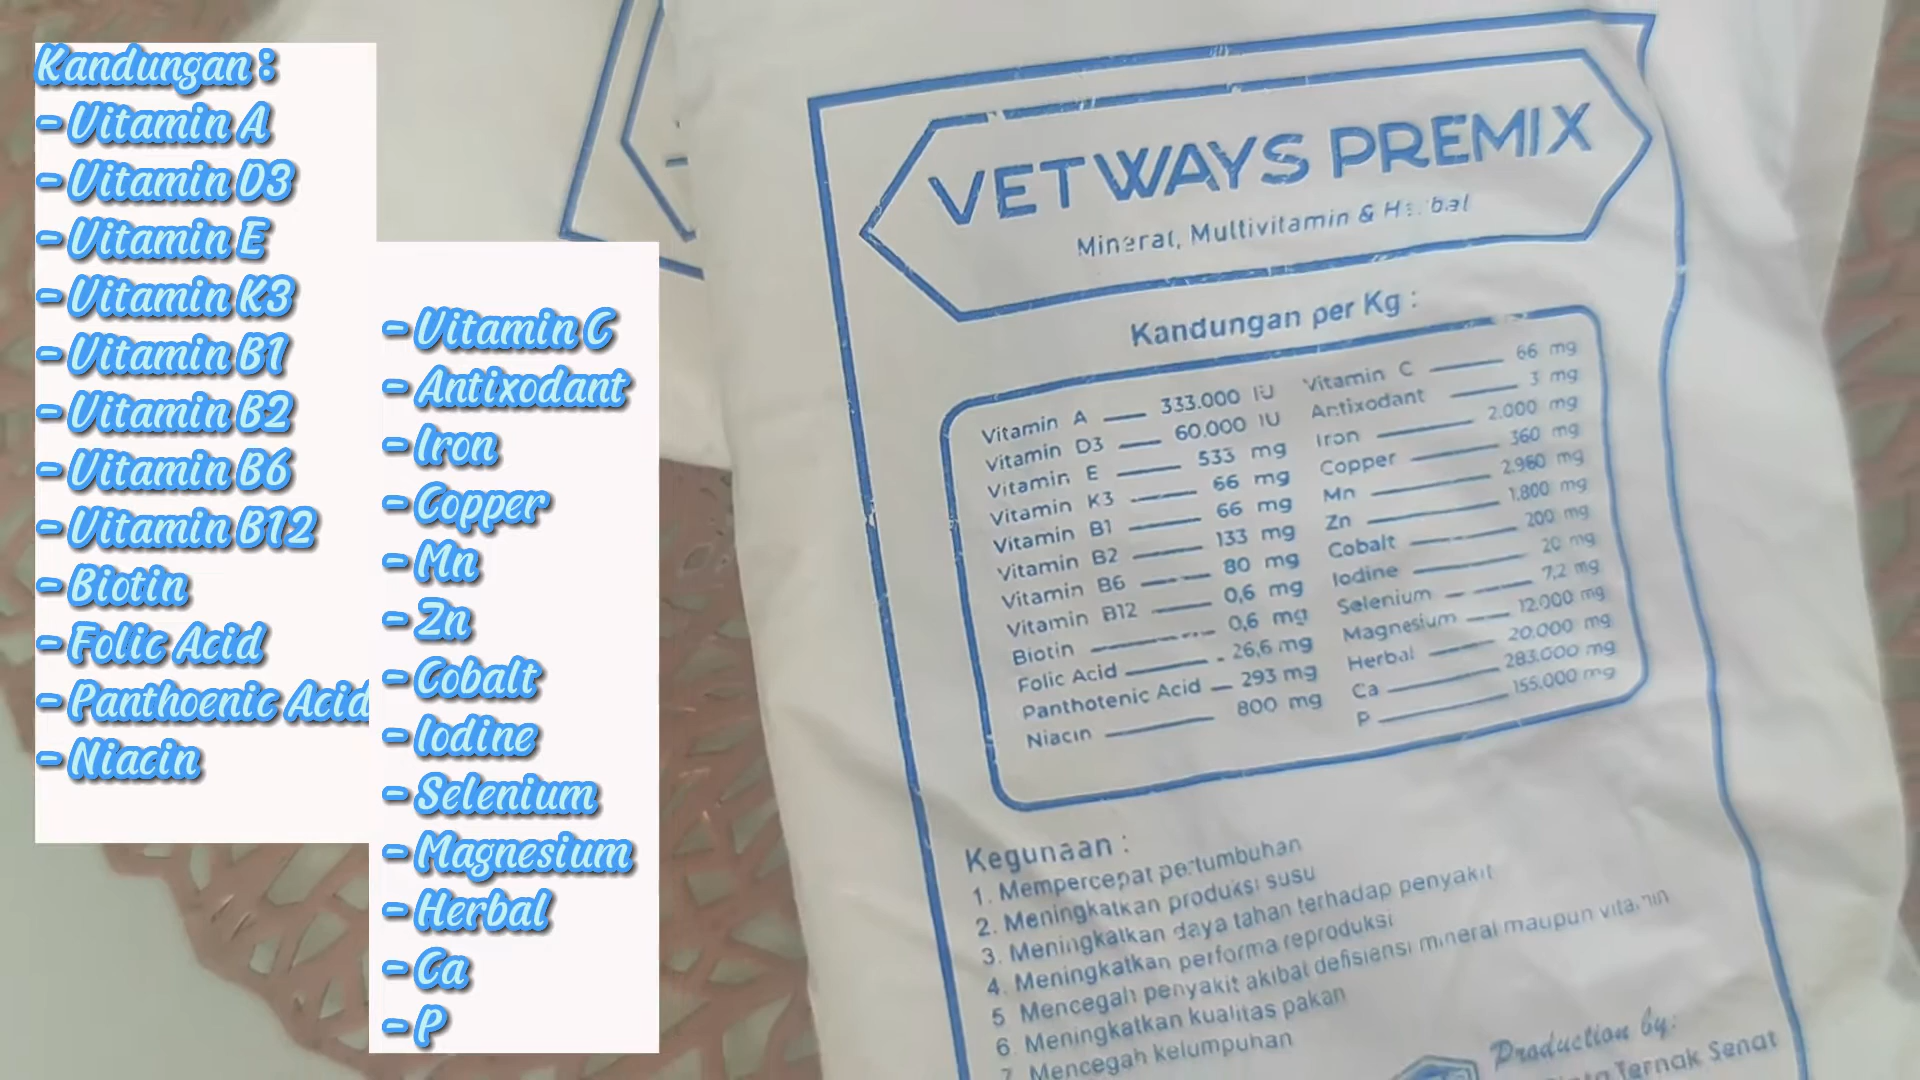 Kandungan :
- Vitamin A
- Vitamin D3
- Vitamin E
- Vitamin K3
- Vitamin B1
- Vitamin B2
- Vitamin B6
- Vitamin B12
- Biotin
- Folic Acid
- Panthoenic Acid
- Niacin
- Vitamin C
- Antixodant
- Iron
- Copper
- Mn
- Zn
- Cobalt
- Iodine
- Selenium
- Magnesium
- Herbal
- Ca
- P
VETWAYS PREMIX
Mineral, Multivitamin & Herbal
Kandungan per Kg :
Vitamin A 333.000 IU
Vitamin D3 60.000 IU
Vitamin E 533 mg
Vitamin K3 66 mg
Vitamin B1 66 mg
Vitamin B2 133 mg
Vitamin B6 80 mg
Vitamin B12 0,6 mg
Biotin 0,6 mg
Folic Acid 26,6 mg
Panthotenic Acid 293 mg
Niacin 800 mg
Vitamin C 66 mg
Antixodant 3 mg
Iron 2.000 mg
Copper 360 mg
Mn 2.960 mg
Zn 1.800 mg
Cobalt 200 mg
Iodine 20 mg
Selenium 7,2 mg
Magnesium 12.000 mg
Herbal 20.000 mg
Ca 283.000 mg
P 155.000 mg
Kegunaan :
1. Mempercepat pertumbuhan
2. Meningkatkan produksi susu
3. Meningkatkan daya tahan terhadap penyakit
4. Meningkatkan performa reproduksi
5 Mencegah penyakit akibat defisiensi mineral maupun vitamin
6. Meningkatkan kualitas pakan
7. Mencegah kelumpuhan
Production by:
Ternak Senat